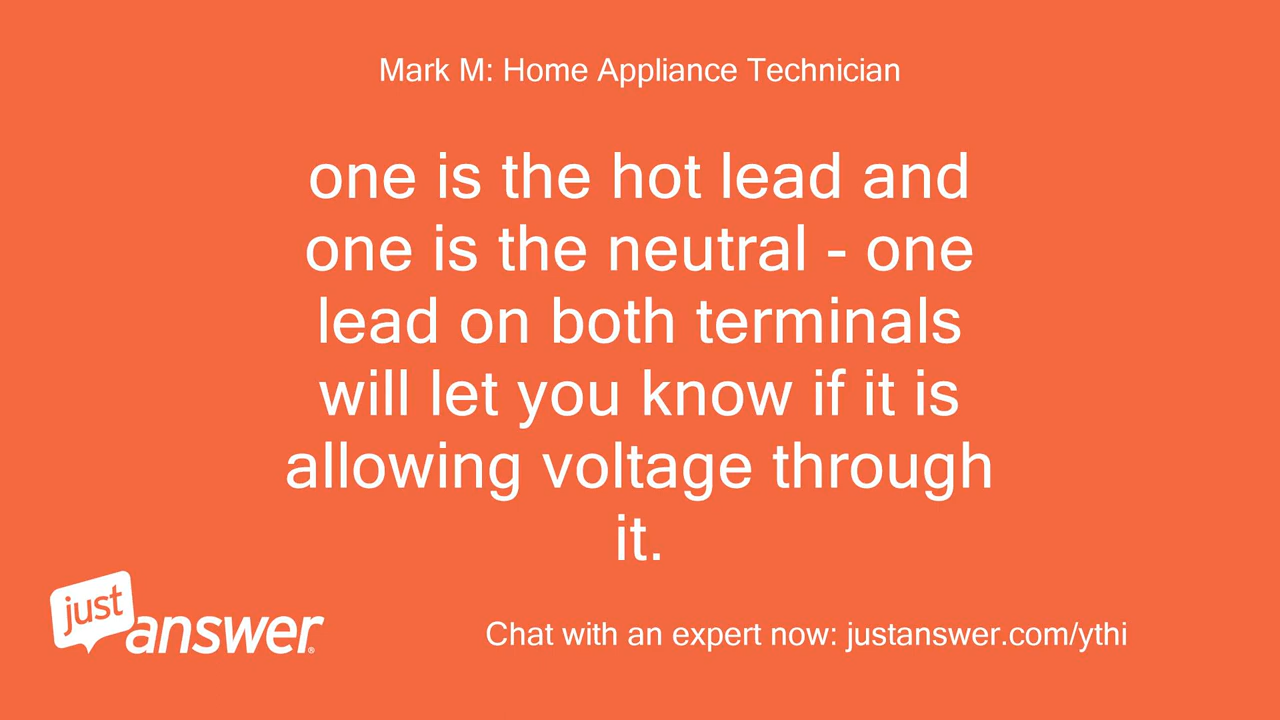 Mark M: Home Appliance Technician
one is the hot lead and
one is the neutral - one
lead on both terminals
will let you know if it is
allowing voltage through
it.
just
answer®
Chat with an expert now: justanswer.com/ythi